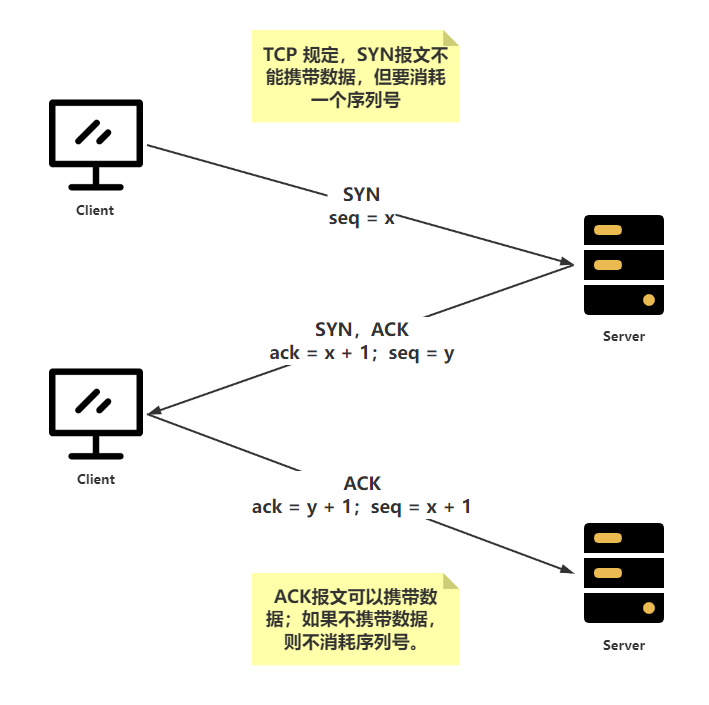 TCP 规定，SYN报文不
能携带数据，但要消耗
一个序列号
Client
SYN
seq = x
Server
SYN，ACK
ack = x + 1；seq = y
Client
ACK
ack = y + 1；seq = x + 1
ACK报文可以携带数
据；如果不携带数据，
则不消耗序列号。
Server